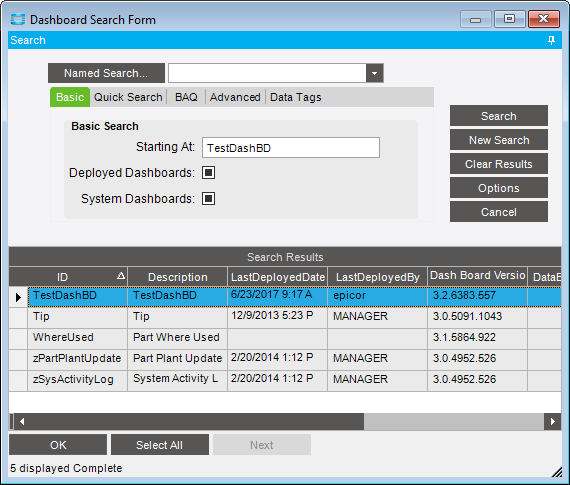 Dashboard Search Form
Search
Named Search...
Basic Quick Search BAQ Advanced Data Tags
Basic Search
Starting At: TestDashBD
Deployed Dashboards:
System Dashboards:
Search
New Search
Clear Results
Options
Cancel
Search Results
ID Description LastDeployedDate LastDeployedBy Dash Board Versio DataE
TestDashBD TestDashBD 6/23/2017 9:17 A epicor 3.2.6383.557
Tip Tip 12/9/2013 5:23 P MANAGER 3.0.5091.1043
WhereUsed Part Where Used 3.1.5864.922
zPartPlantUpdate Part Plant Update 2/20/2014 1:12 P MANAGER 3.0.4952.526
zSysActivityLog System Activity L 2/20/2014 1:12 P MANAGER 3.0.4952.526
OK Select All Next
5 displayed Complete